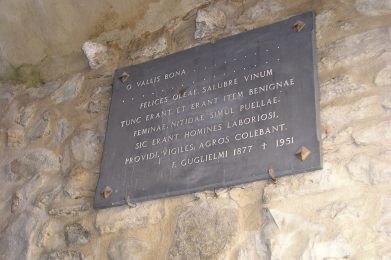 O VALLIS BONA
. . . . . . . . . . . . . . . . . . .
FELICES OLEAE, SALUBRE VINUM
TUNC ERANT ET ERANT ITEM BENIGNAE
FEMINAE, NITIDAE SIMUL PUELLAE,
SIC ERANT HOMINES LABORIOSI,
PROVIDI, VIGILES, AGROS COLEBANT.
F. GUGLIELMI 1877 † 1951